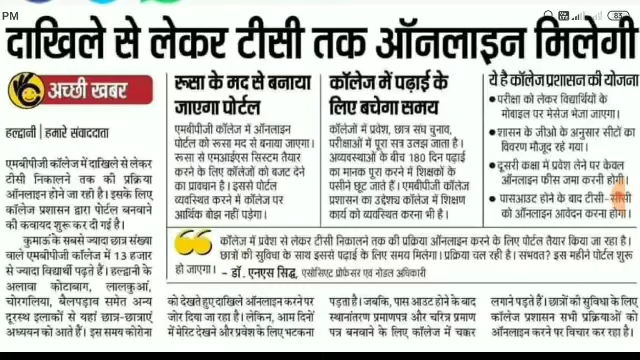 PM
83
दाखिले से लेकर टीसी तक ऑनलाइन मिलेगी
अच्छी खबर
हल्द्वानी | हमारे संवाददाता
एमबीपीजी कॉलेज में दाखिले से लेकर
टीसी निकालने तक की प्रक्रिया
ऑनलाइन होने जा रही है। इसके लिए
कॉलेज प्रशासन द्वारा पोर्टल बनवाने
की कवायद शुरू कर दी गई है।
कुमाऊं के सबसे ज्यादा छात्र संख्या
वाले एमबीपीजी कॉलेज में 13 हजार
से ज्यादा विद्यार्थी पढ़ते हैं। हल्द्वानी के
अलावा कोटाबाग, लालकुआं,
चोरगलिया, बैलपड़ाव समेत अन्य
दूरस्थ इलाकों से यहां छात्र-छात्राएं
अध्ययन को आते हैं। इस समय कोरोना
रूसा के मद से बनाया
जाएगा पोर्टल
एमबीपीजी कॉलेज में ऑनलाइन
पोर्टल को रूसा मद से बनाया जाएगा।
रूसा से एमआईएस सिस्टम तैयार
करने के लिए कॉलेजों को बजट देने
का प्रावधान है। इससे पोर्टल
व्यवस्थित करने में कॉलेज पर
आर्थिक बोझ नहीं पड़ेगा।
कॉलेज में पढ़ाई के
लिए बचेगा समय
कॉलेजों में प्रवेश, छात्र संघ चुनाव,
परीक्षाओं में पूरा सत्र उलझ जाता है।
अव्यवस्थाओं के बीच 180 दिन पढ़ाई
का मानक पूरा करने में शिक्षकों के
पसीने छूट जाते हैं। एमबीपीजी कॉलेज
प्रशासन का उद्देश्य कॉलेज में शिक्षण
कार्य को व्यवस्थित करना भी है।
ये है कॉलेज प्रशासन की योजना
● परीक्षा को लेकर विद्यार्थियों के
मोबाइल पर मैसेज भेजा जाएगा।
● शासन के जीओ के अनुसार सीटों का
विवरण मौजूद रहे गया।
● दूसरी कक्षा में प्रवेश लेने पर केवल
ऑनलाइन फीस जमा करनी होगी।
● पासआउट होने के बाद टीसी-सीसी
को ऑनलाइन आवेदन करना होगा।
कॉलेज में प्रवेश से लेकर टीसी निकालने तक की प्रक्रिया ऑनलाइन करने के लिए पोर्टल तैयार किया जा रहा है।
छात्रों की सुविधा के साथ इससे पढ़ाई के लिए समय मिलेगा। प्रक्रिया चल रही है। संभवत? इस महीने पोर्टल शुरू
हो जाएगा। - डॉ. एनएस सिद्ध, एसोसिएट प्रोफेसर एवं नोडल अधिकारी
को देखते हुए दाखिले ऑनलाइन करने पर
जोर दिया जा रहा है। लेकिन, आम दिनों
में मेरिट देखने और प्रवेश के लिए भटकना
पड़ता है। जबकि, पास आउट होने के बाद
स्थानांतरण प्रमाणपत्र और चरित्र प्रमाण
पत्र बनवाने के लिए कॉलेज में चक्कर
लगाने पड़ते हैं। छात्रों की सुविधा के लिए
कॉलेज प्रशासन सभी प्रक्रियाओं को
ऑनलाइन करने पर विचार कर रहा है।